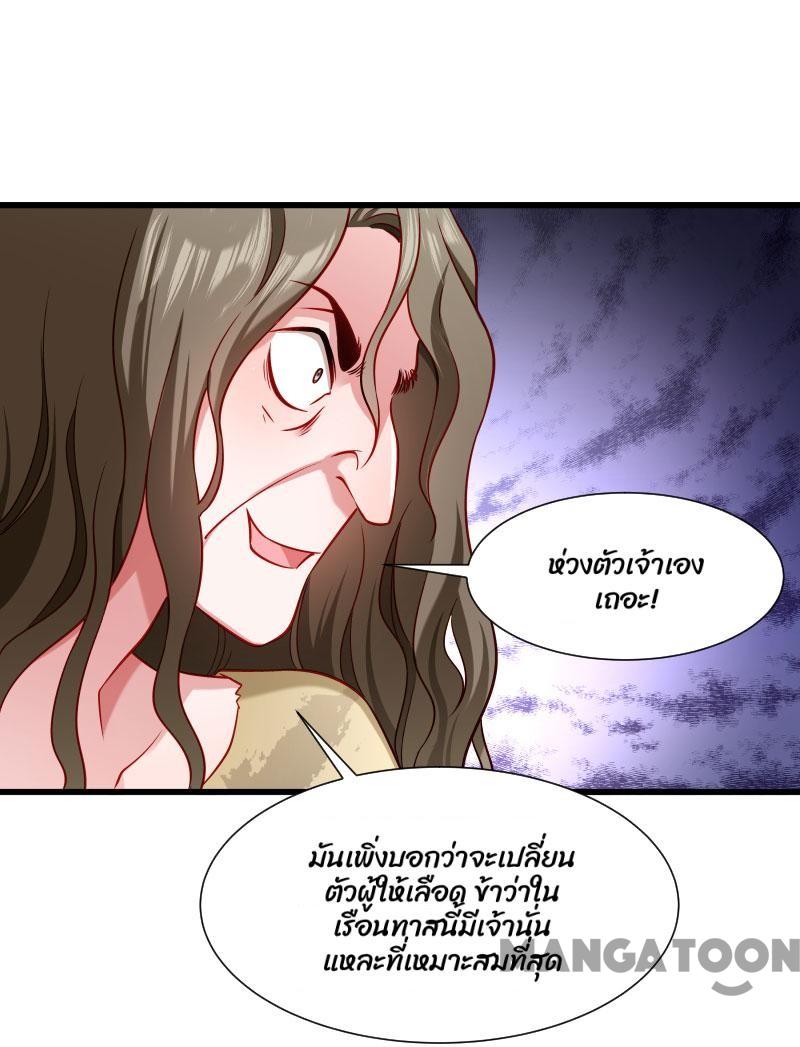 ห่วงตัวเจ้าเอง
เถอะ!
มันเพิ่งบอกว่าจะเปลี่ยน
ตัวผู้ให้เลือด ข้าว่าใน
เรือนทาสนี้มีเจ้านั่น
แหละที่เหมาะสมที่สุด
MANGATOON